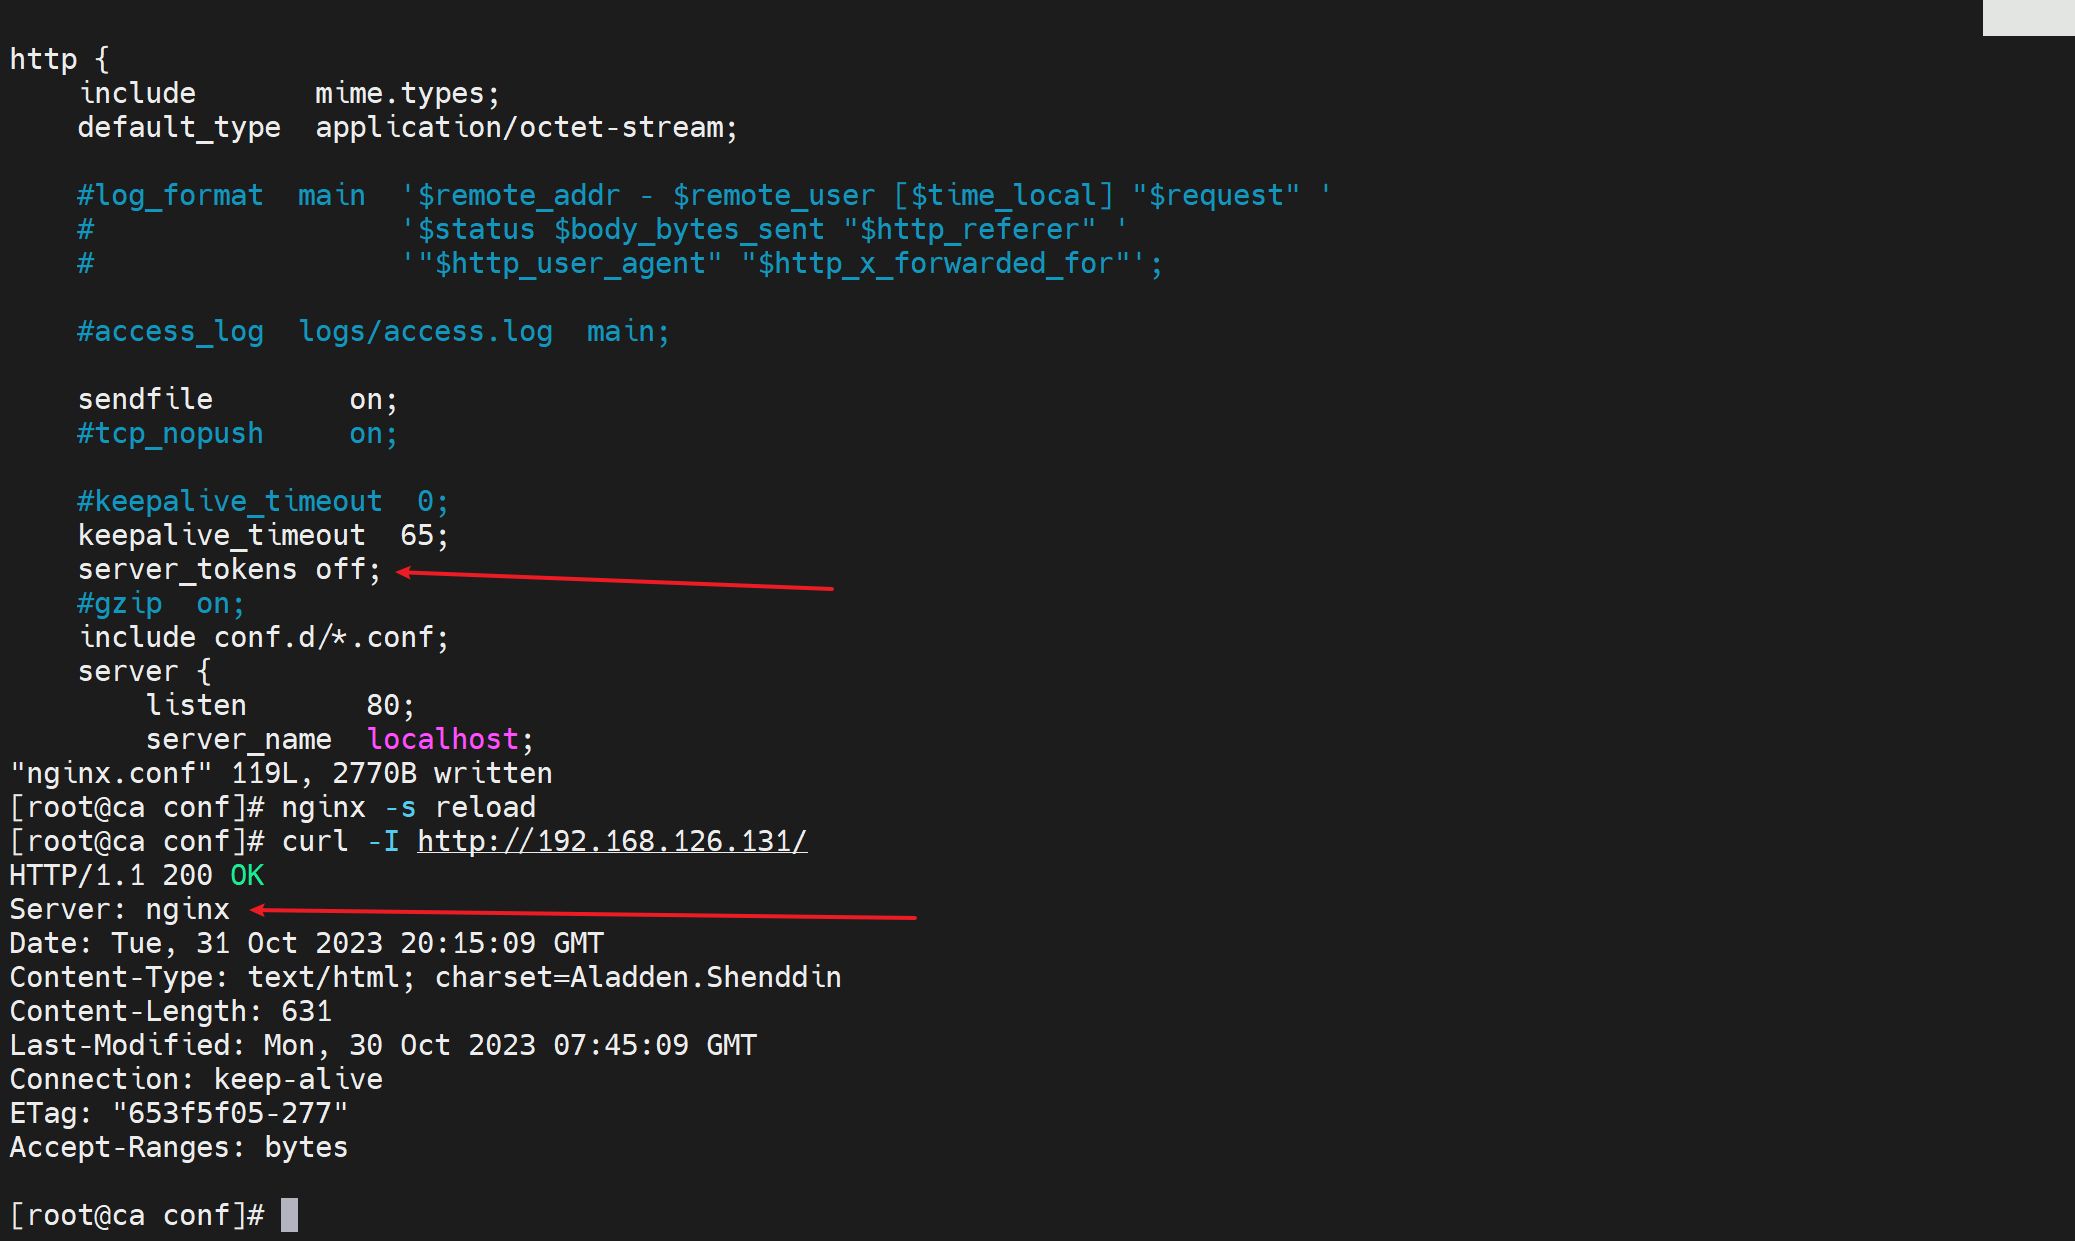 http {
    include       mime.types;
    default_type  application/octet-stream;

    #log_format  main  '$remote_addr - $remote_user [$time_local] "$request" '
    #                  '$status $body_bytes_sent "$http_referer" '
    #                  '"$http_user_agent" "$http_x_forwarded_for"';

    #access_log  logs/access.log  main;

    sendfile        on;
    #tcp_nopush     on;

    #keepalive_timeout  0;
    keepalive_timeout  65;
    server_tokens off;
    #gzip  on;
    include conf.d/*.conf;
    server {
        listen       80;
        server_name  localhost;
"nginx.conf" 119L, 2770B written
[root@ca conf]# nginx -s reload
[root@ca conf]# curl -I http://192.168.126.131/
HTTP/1.1 200 OK
Server: nginx
Date: Tue, 31 Oct 2023 20:15:09 GMT
Content-Type: text/html; charset=Aladden.Shenddin
Content-Length: 631
Last-Modified: Mon, 30 Oct 2023 07:45:09 GMT
Connection: keep-alive
ETag: "653f5f05-277"
Accept-Ranges: bytes

[root@ca conf]#